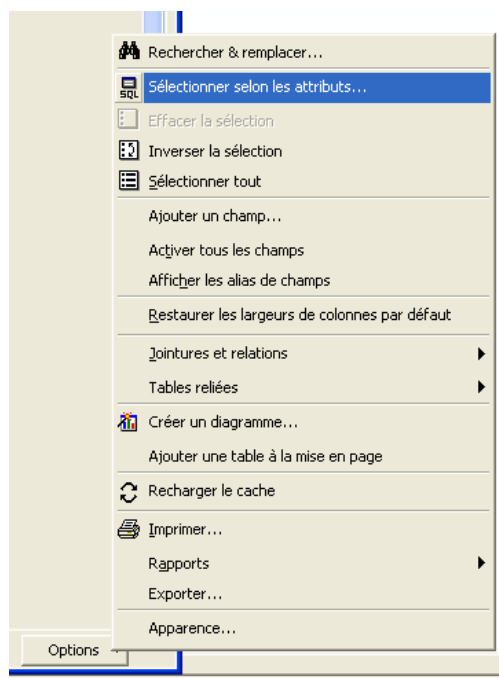 Rechercher & remplacer...
SQL
Sélectionner selon les attributs...
Effacer la sélection
Inverser la sélection
Sélectionner tout
Ajouter un champ...
Activer tous les champs
Afficher les alias de champs
Restaurer les largeurs de colonnes par défaut
Jointures et relations
Tables reliées
Créer un diagramme...
Ajouter une table à la mise en page
Recharger le cache
Imprimer...
Rapports
Exporter...
Apparence...
Options